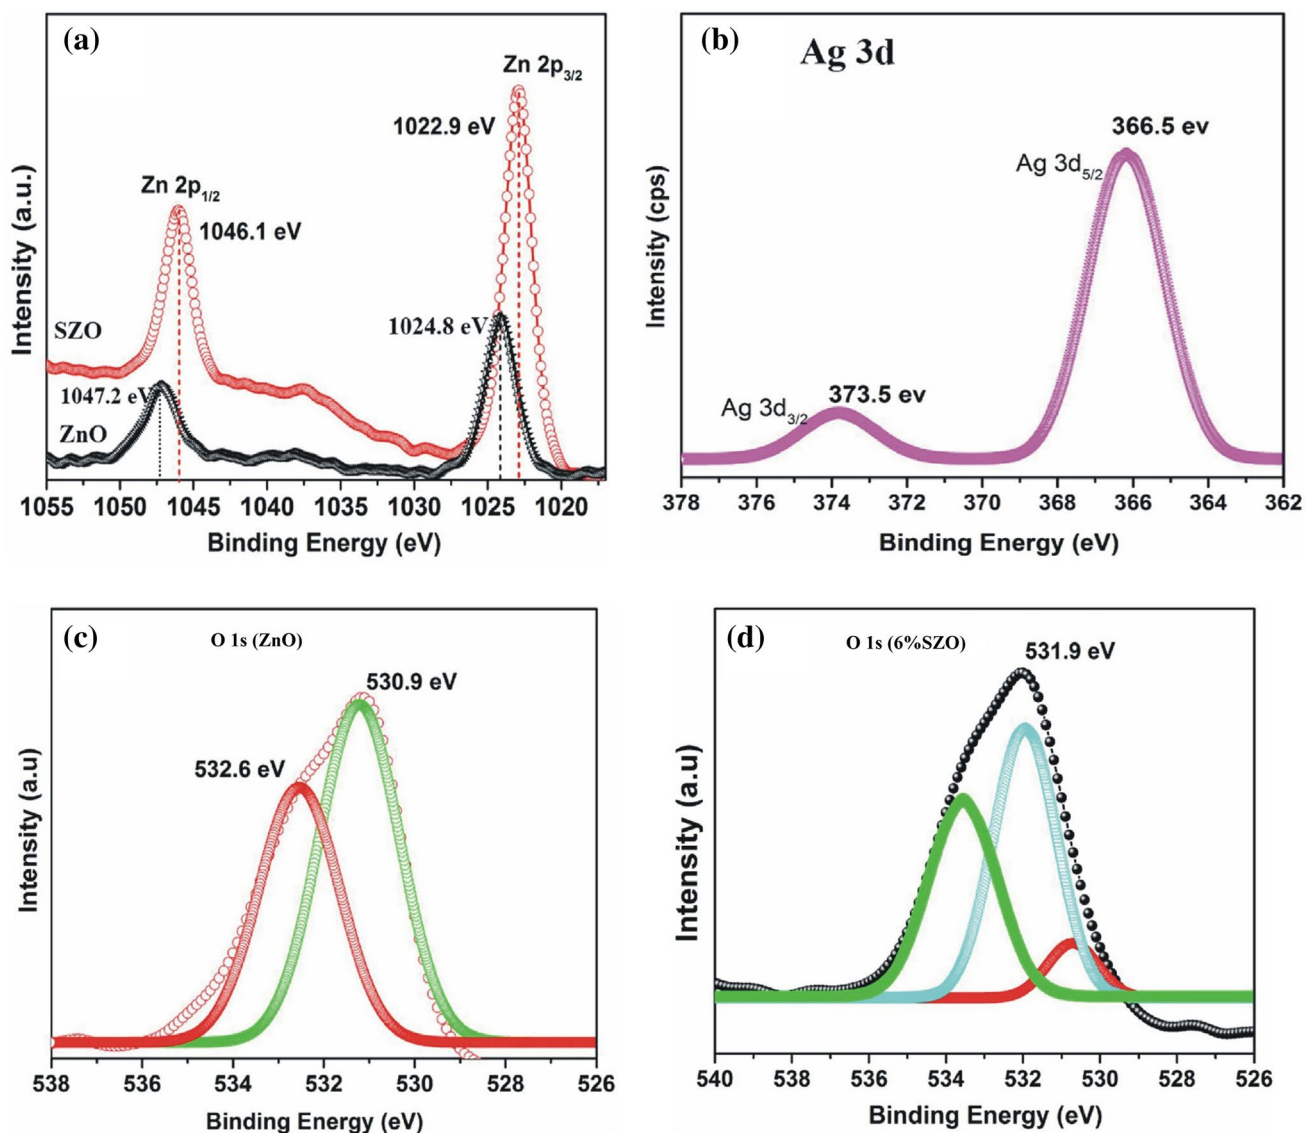 (a)
Zn 2p3/2
1022.9 eV
Zn 2p1/2
1046.1 eV
SZO
1024.8 eV
1047.2 eV
ZnO
Intensity (a.u.)
1055 1050 1045 1040 1035 1030 1025 1020
Binding Energy (eV)
(b)
Ag 3d
366.5 ev
Ag 3d5/2
373.5 ev
Ag 3d3/2
Intensity (cps)
378 376 374 372 370 368 366 364 362
Binding Energy (eV)
(c)
O 1s (ZnO)
530.9 eV
532.6 eV
Intensity (a.u)
538 536 534 532 530 528 526
Binding Energy (eV)
(d)
O 1s (6%SZO)
531.9 eV
Intensity (a.u)
540 538 536 534 532 530 528 526
Binding Energy (eV)